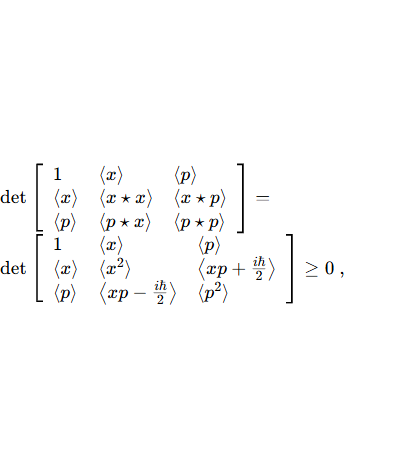 det [ 1 ⟨x⟩ ⟨p⟩
⟨x⟩ ⟨x ⋆ x⟩ ⟨x ⋆ p⟩
⟨p⟩ ⟨p ⋆ x⟩ ⟨p ⋆ p⟩ ] =
det [ 1 ⟨x⟩ ⟨p⟩
⟨x⟩ ⟨x²⟩ ⟨xp + iħ/2⟩
⟨p⟩ ⟨xp − iħ/2⟩ ⟨p²⟩ ] ≥ 0 ,